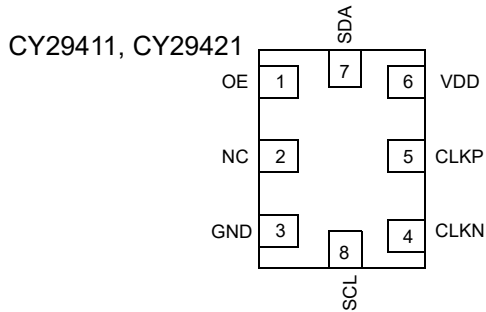 CY29411, CY29421
SDA
OE 1 7 6 VDD
NC 2 5 CLKP
GND 3 4 CLKN
8
SCL